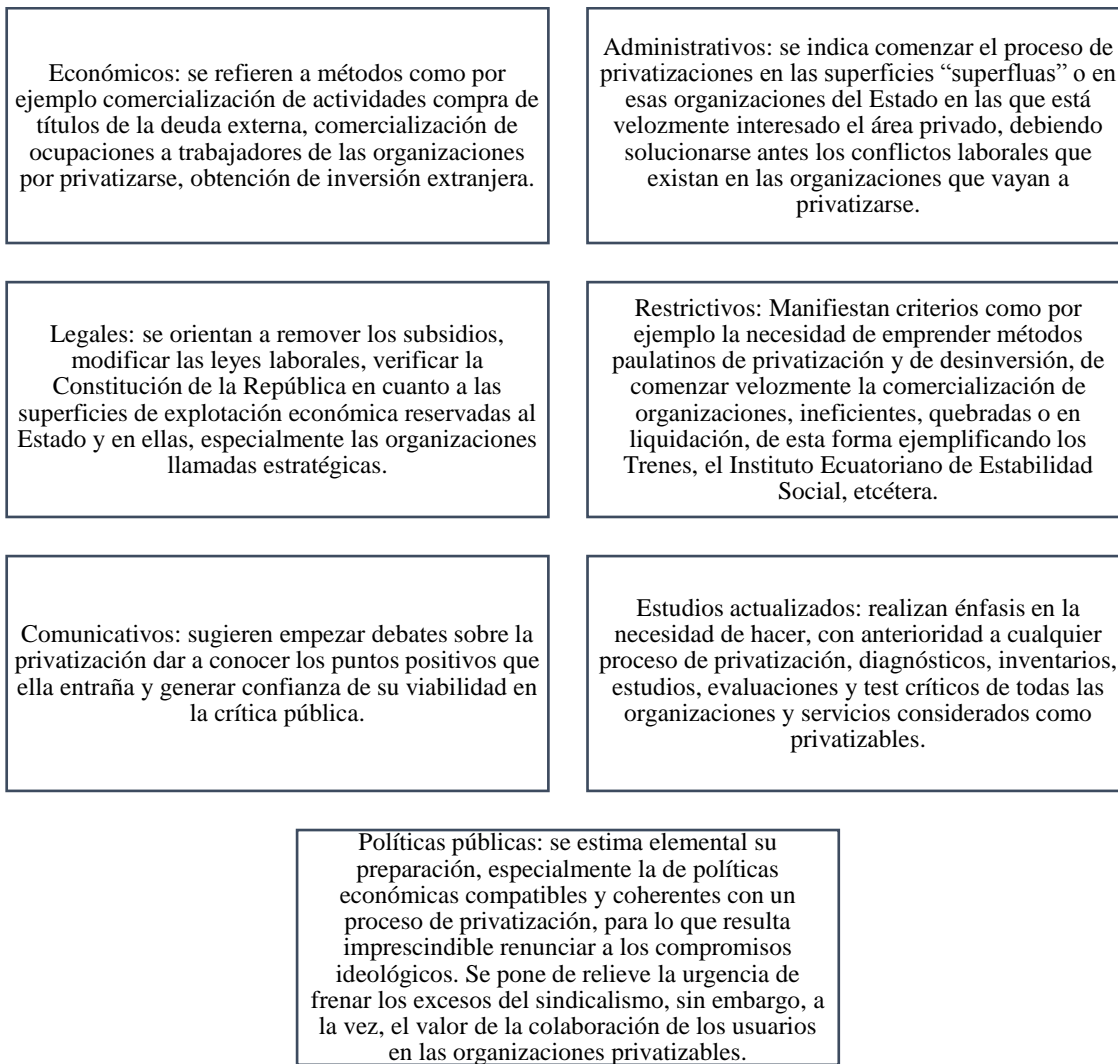 Económicos: se refieren a métodos como por
ejemplo comercialización de actividades compra de
títulos de la deuda externa, comercialización de
ocupaciones a trabajadores de las organizaciones
por privatizarse, obtención de inversión extranjera.
Administrativos: se indica comenzar el proceso de
privatizaciones en las superficies “superfluas” o en
esas organizaciones del Estado en las que está
velozmente interesado el área privado, debiendo
solucionarse antes los conflictos laborales que
existan en las organizaciones que vayan a
privatizarse.
Legales: se orientan a remover los subsidios,
modificar las leyes laborales, verificar la
Constitución de la República en cuanto a las
superficies de explotación económica reservadas al
Estado y en ellas, especialmente las organizaciones
llamadas estratégicas.
Restrictivos: Manifiestan criterios como por
ejemplo la necesidad de emprender métodos
paulatinos de privatización y de desinversión, de
comenzar velozmente la comercialización de
organizaciones, ineficientes, quebradas o en
liquidación, de esta forma ejemplificando los
Trenes, el Instituto Ecuatoriano de Estabilidad
Social, etcétera.
Comunicativos: sugieren empezar debates sobre la
privatización dar a conocer los puntos positivos que
ella entraña y generar confianza de su viabilidad en
la crítica pública.
Estudios actualizados: realizan énfasis en la
necesidad de hacer, con anterioridad a cualquier
proceso de privatización, diagnósticos, inventarios,
estudios, evaluaciones y test críticos de todas las
organizaciones y servicios considerados como
privatizables.
Políticas públicas: se estima elemental su
preparación, especialmente la de políticas
económicas compatibles y coherentes con un
proceso de privatización, para lo que resulta
imprescindible renunciar a los compromisos
ideológicos. Se pone de relieve la urgencia de
frenar los excesos del sindicalismo, sin embargo, a
la vez, el valor de la colaboración de los usuarios
en las organizaciones privatizables.